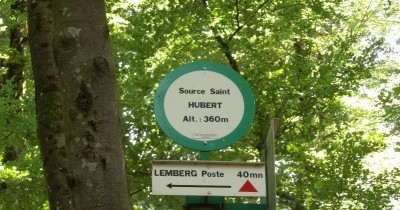 Source Saint
HUBERT
Alt.: 360m
LEMBERG Poste 40mn